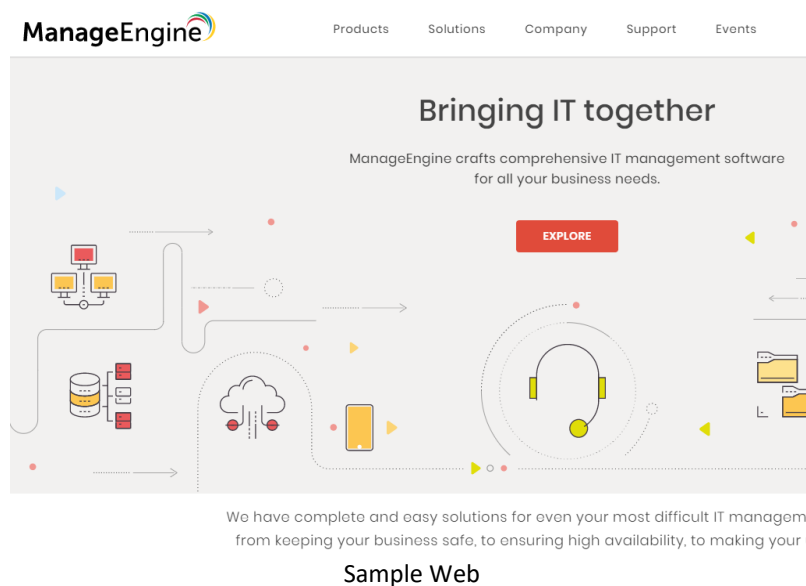 ManageEngine
Products Solutions Company Support Events
Bringing IT together
ManageEngine crafts comprehensive IT management software
for all your business needs.
EXPLORE
We have complete and easy solutions for even your most difficult IT managem
from keeping your business safe, to ensuring high availability, to making your
Sample Web